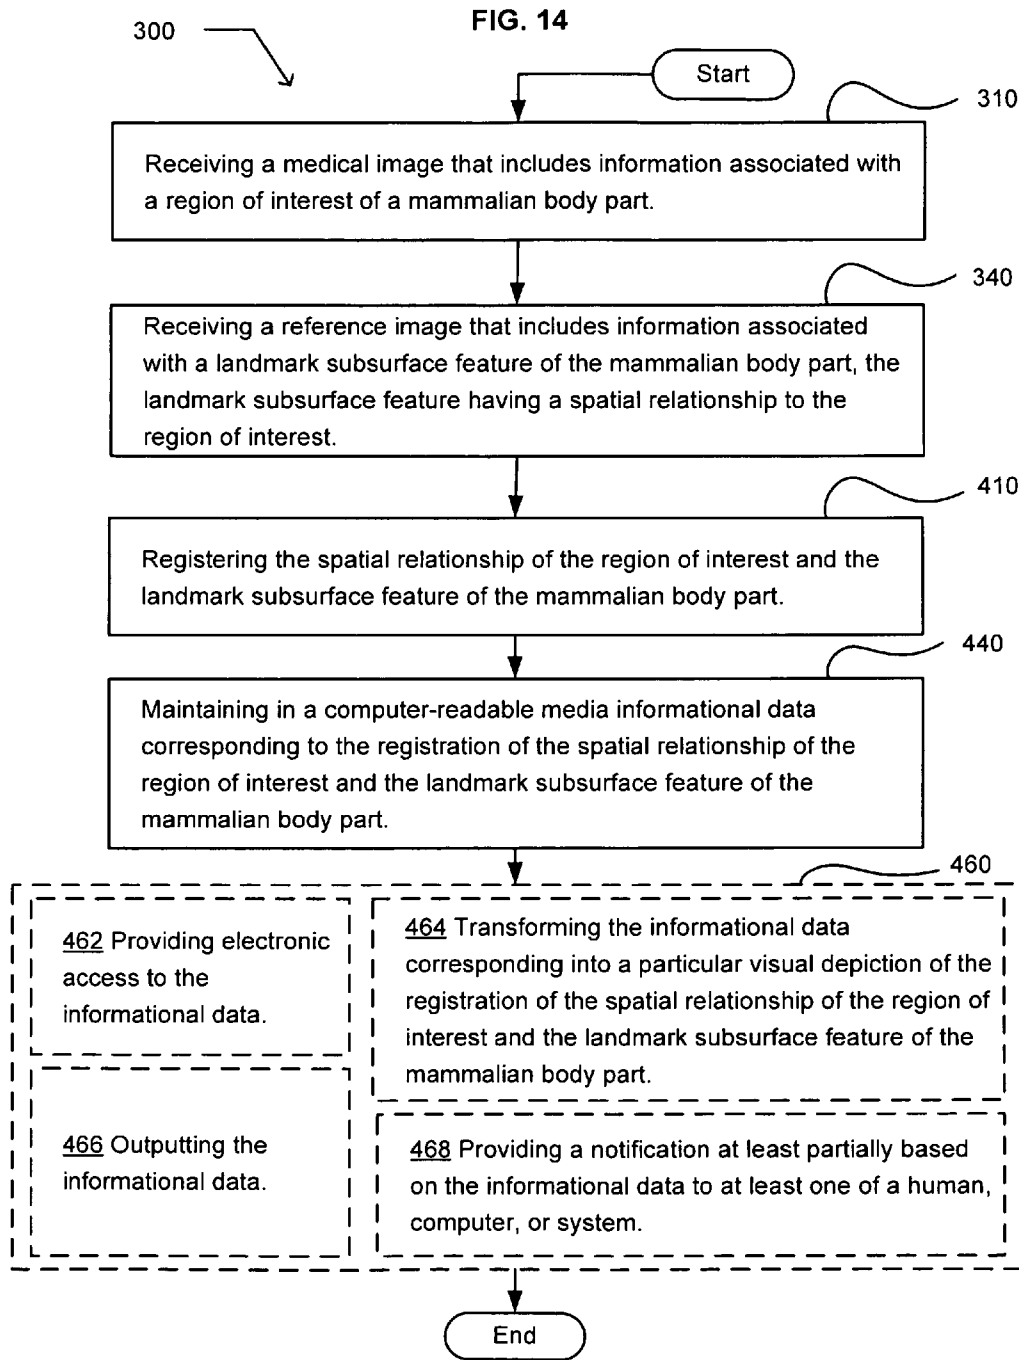 FIG. 14
300
Start
310
Receiving a medical image that includes information associated with
a region of interest of a mammalian body part.
340
Receiving a reference image that includes information associated
with a landmark subsurface feature of the mammalian body part, the
landmark subsurface feature having a spatial relationship to the
region of interest.
410
Registering the spatial relationship of the region of interest and the
landmark subsurface feature of the mammalian body part.
440
Maintaining in a computer-readable media informational data
corresponding to the registration of the spatial relationship of the
region of interest and the landmark subsurface feature of the
mammalian body part.
460
462 Providing electronic
access to the
informational data.
464 Transforming the informational data
corresponding into a particular visual depiction of the
registration of the spatial relationship of the region of
interest and the landmark subsurface feature of the
mammalian body part.
466 Outputting the
informational data.
468 Providing a notification at least partially based
on the informational data to at least one of a human,
computer, or system.
End